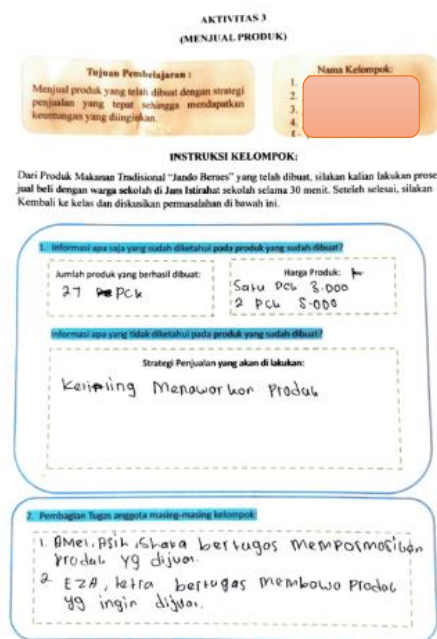 AKTIVITAS 3
(MENJUAL PRODUK)
Tujuan Pembelajaran :
Menjual produk yang telah dibuat dengan strategi
penjualan yang tepat sehingga mendapatkan
keuntungan yang diinginkan.
Nama Kelompok:
1.
2.
3.
4.
INSTRUKSI KELOMPOK:
Dari Produk Makanan Tradisional "Jando Bernes" yang telah dibuat, silakan kalian lakukan prose
jual beli dengan warga sekolah di Jam Istirahat sekolah selama 30 menit. Seteleh selesai, silakan
Kembali ke kelas dan diskusikan permasalahan di bawah ini.
1. Informasi apa saja yang sudah diketahui pada produk yang sudah dibuat?
Jumlah produk yang berhasil dibuat:
27 Pck
Harga Produk:
Satu Pck 3.000
2 Pck 5.000
Informasi apa yang tidak diketahui pada produk yang sudah dibuat?
Strategi Penjualan yang akan di lakukan:
Keliling Menaworkon Produk
2. Pembagian Tugas anggota masing-masing kelompok:
1. AMel, ASih, Shara bertugas
Produk yg dijual.
2 EZA, ketra bertugas membawa Produk
yg ingin dijual.